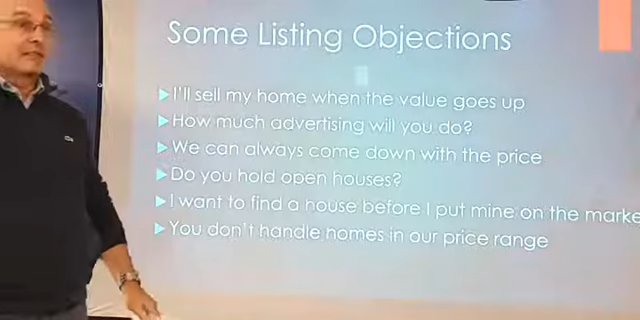 Some Listing Objections
I'll sell my home when the value goes up
How much advertising will you do?
We can always come down with the price
Do you hold open houses?
I want to find a house before I put mine on the marke
You don't handle homes in our price range